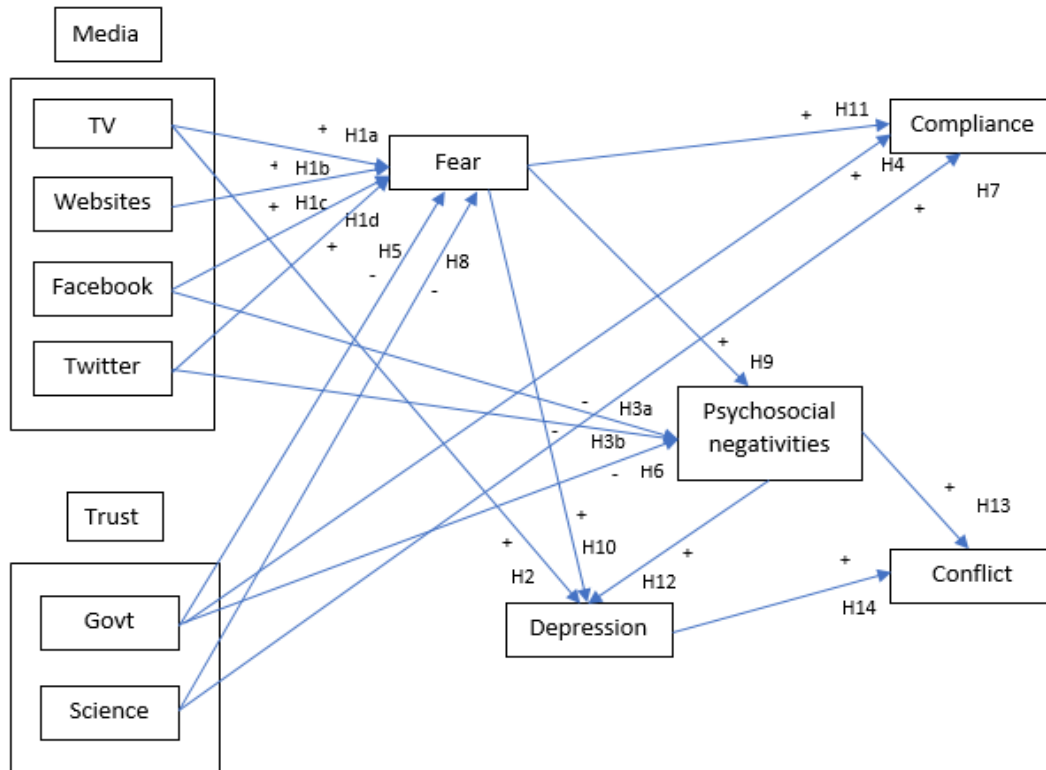 Media
TV
Websites
Facebook
Twitter
Trust
Govt
Science
+ H1a
+ H1b
+ H1c
H1d
+
Fear
H5
-
H8
-
+ H11
Compliance
H4
+
H7
+
+
H9
Psychosocial
negativities
- H3a
- H3b
- H6
+
H2
+
H10
+
H12
Depression
+
H13
+
H14
Conflict